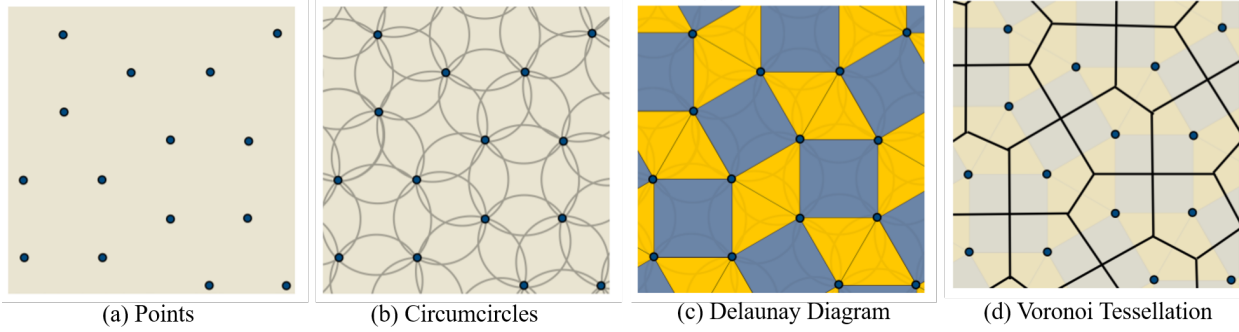 (a) Points
(b) Circumcircles
(c) Delaunay Diagram
(d) Voronoi Tessellation